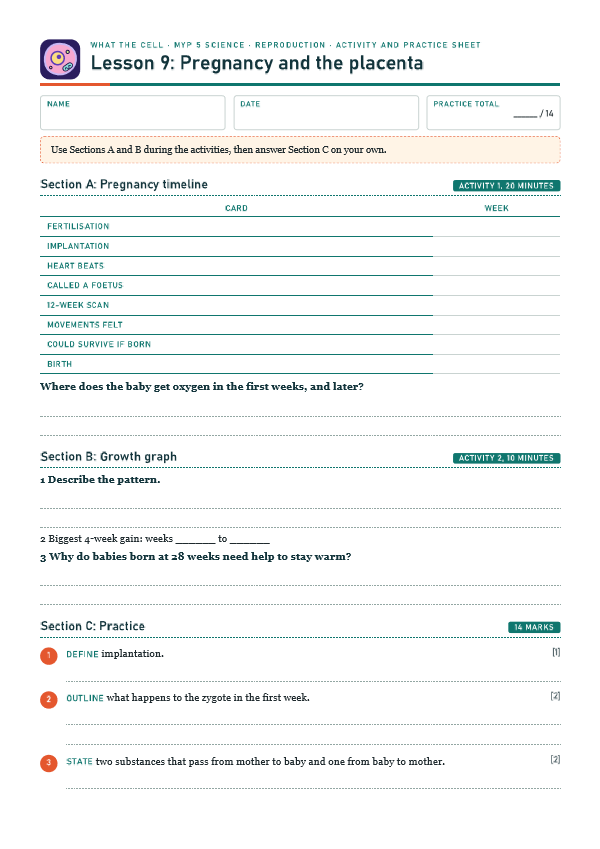 WHAT THE CELL · MYP 5 SCIENCE · REPRODUCTION · ACTIVITY AND PRACTICE SHEET
Lesson 9: Pregnancy and the placenta
NAME
DATE
PRACTICE TOTAL
_____ / 14
Use Sections A and B during the activities, then answer Section C on your own.
Section A: Pregnancy timeline
ACTIVITY 1, 20 MINUTES
CARD WEEK
FERTILISATION
IMPLANTATION
HEART BEATS
CALLED A FOETUS
12-WEEK SCAN
MOVEMENTS FELT
COULD SURVIVE IF BORN
BIRTH
Where does the baby get oxygen in the first weeks, and later?
Section B: Growth graph
ACTIVITY 2, 10 MINUTES
1 Describe the pattern.
2 Biggest 4-week gain: weeks _______ to _______
3 Why do babies born at 28 weeks need help to stay warm?
Section C: Practice
14 MARKS
1 DEFINE implantation. [1]
2 OUTLINE what happens to the zygote in the first week. [2]
3 STATE two substances that pass from mother to baby and one from baby to mother. [2]